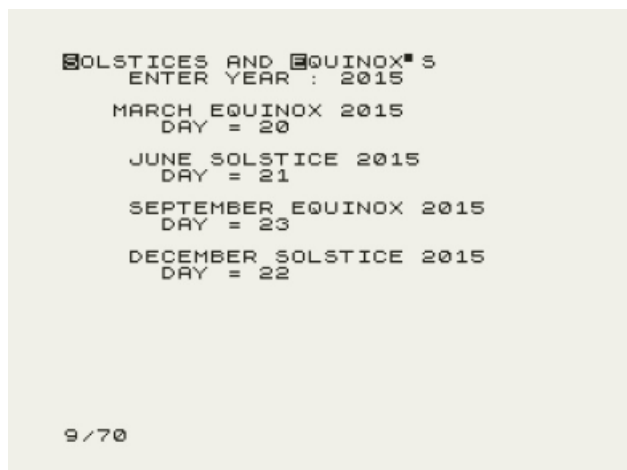 SOLSTICES AND EQUINOX'S
ENTER YEAR : 2015
MARCH EQUINOX 2015
DAY = 20
JUNE SOLSTICE 2015
DAY = 21
SEPTEMBER EQUINOX 2015
DAY = 23
DECEMBER SOLSTICE 2015
DAY = 22
9/70